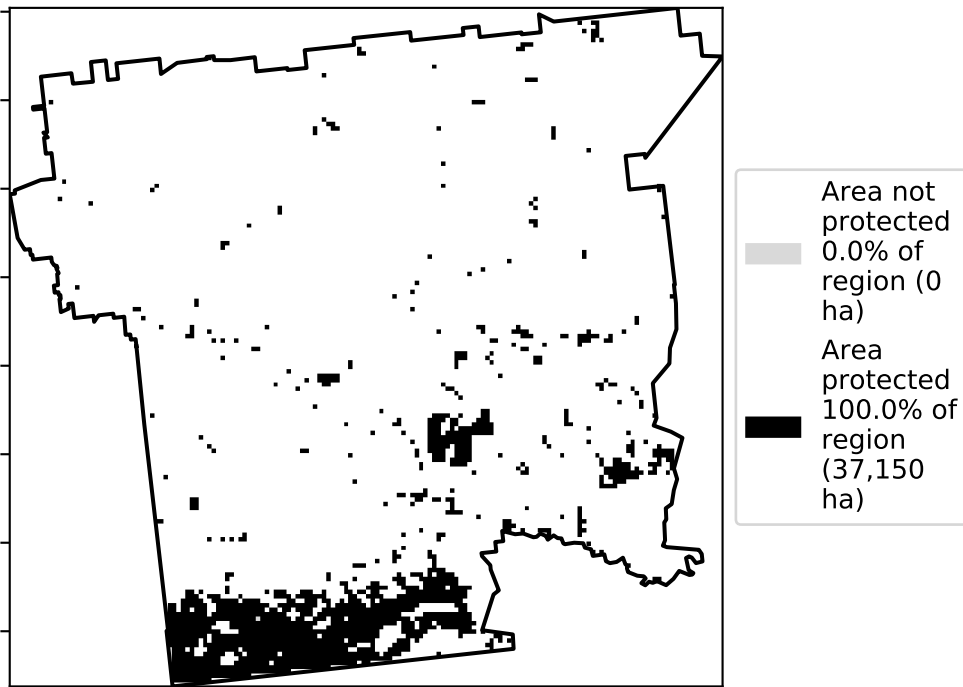 Area not
protected
0.0% of
region (0
ha)
Area
protected
100.0% of
region
(37,150
ha)